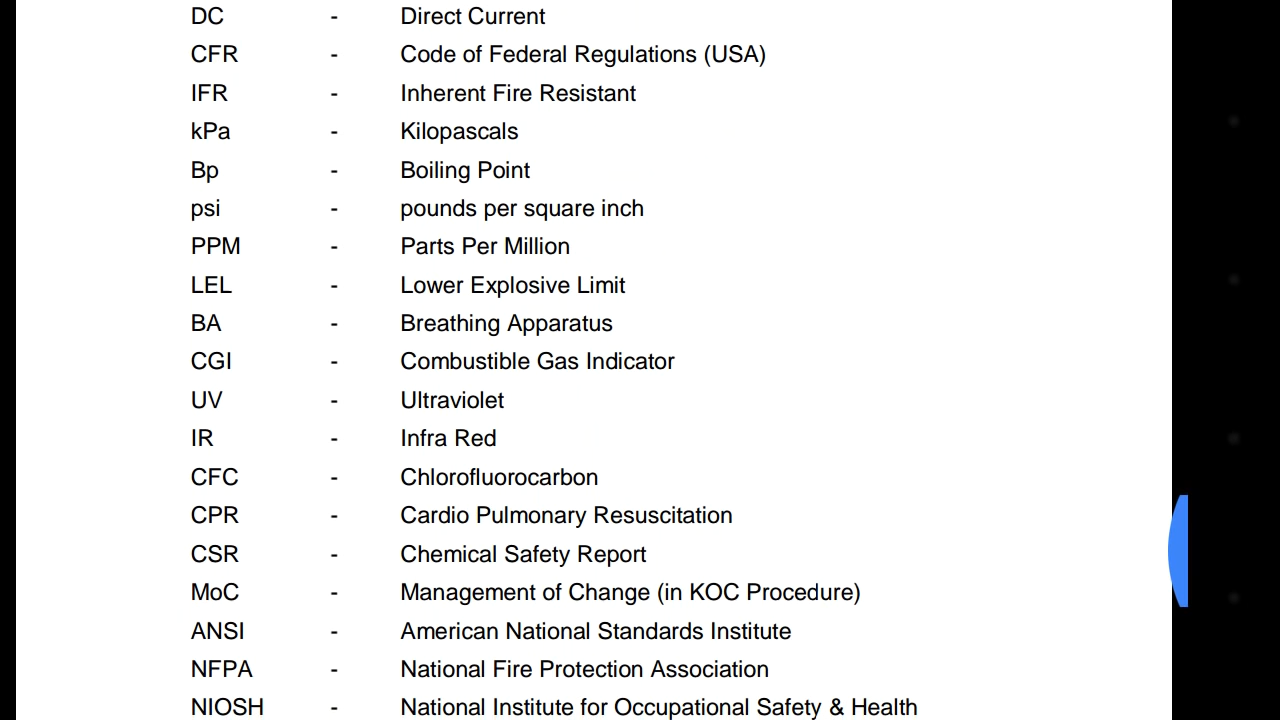 DC - Direct Current
CFR - Code of Federal Regulations (USA)
IFR - Inherent Fire Resistant
kPa - Kilopascals
Bp - Boiling Point
psi - pounds per square inch
PPM - Parts Per Million
LEL - Lower Explosive Limit
BA - Breathing Apparatus
CGI - Combustible Gas Indicator
UV - Ultraviolet
IR - Infra Red
CFC - Chlorofluorocarbon
CPR - Cardio Pulmonary Resuscitation
CSR - Chemical Safety Report
MoC - Management of Change (in KOC Procedure)
ANSI - American National Standards Institute
NFPA - National Fire Protection Association
NIOSH - National Institute for Occupational Safety & Health